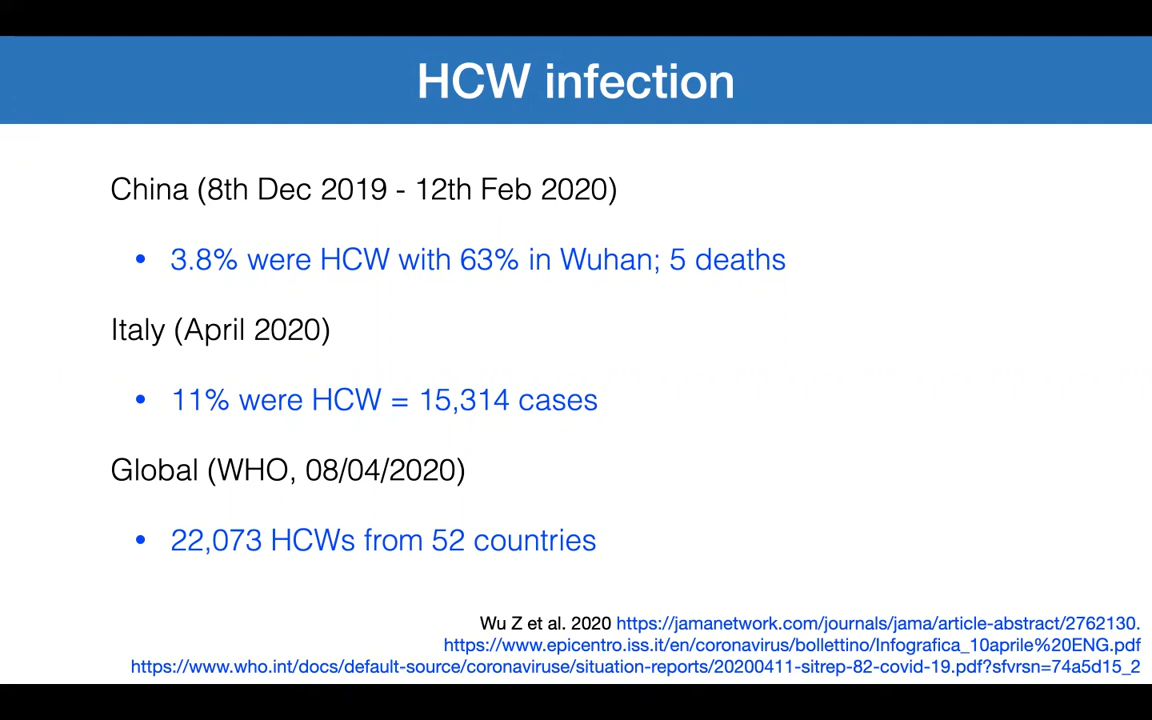 HCW infection
China (8th Dec 2019 - 12th Feb 2020)
• 3.8% were HCW with 63% in Wuhan; 5 deaths
Italy (April 2020)
• 11% were HCW = 15,314 cases
Global (WHO, 08/04/2020)
• 22,073 HCWs from 52 countries
Wu Z et al. 2020 https://jamanetwork.com/journals/jama/article-abstract/2762130.
https://www.epicentro.iss.it/en/coronavirus/bollettino/Infografica_10aprile%20ENG.pdf
https://www.who.int/docs/default-source/coronaviruse/situation-reports/20200411-sitrep-82-covid-19.pdf?sfvrsn=74a5d15_2